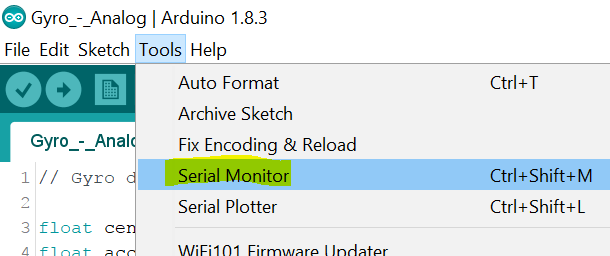 Gyro_-_Analog | Arduino 1.8.3
File Edit Sketch Tools Help
Auto Format Ctrl+T
Archive Sketch
Gyro_-_Analo
Fix Encoding & Reload
1 // Gyro d
Serial Monitor Ctrl+Shift+M
2
Serial Plotter Ctrl+Shift+L
3 float cen
4 float acc
WiFi101 Firmware Updater